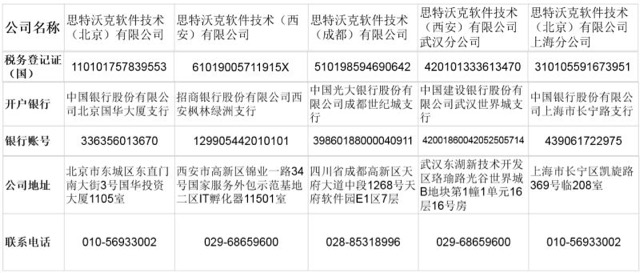 公司名称
思特沃克软件技术
（北京）有限公司
思特沃克软件技术（西
安）有限公司
思特沃克软件技术
（成都）有限公司
思特沃克软件技术
（西安）有限公司
武汉分公司
思特沃克软件技术
（北京）有限公司
上海分公司
税务登记证
（国）
110101757839553
61019005711915X
510198594690642
420101333613470
310105591673951
开户银行
中国银行股份有限公
司北京国华大厦支行
招商银行股份有限公司西
安枫林绿洲支行
中国光大银行股份有限
公司成都世纪城支
行
中国建设银行股份有
限公司武汉世界城支
行
中国银行股份有限公
司上海市长宁路支行
银行账号
336356013670
129905442010101
39860188000040911
42001860042052505714
439061722975
公司地址
北京市东城区东直门
南大街3号国华投资
大厦1105室
西安市高新区锦业一路34
号国家服务外包示范基地
二区IT孵化器11501室
四川省成都高新区天
府大道中段1268号天
府软件园E1区7层
武汉东湖新技术开发
区珞瑜路光谷世界城
B地块第1幢1单元16
层16号房
上海市长宁区凯旋路
369号临208室
联系电话
010-56933002
029-68659600
028-85318996
029-68659600
010-56933002